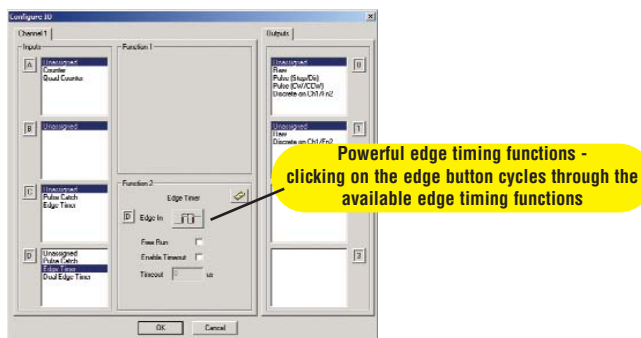 Configure IO
Channel 1
Inputs
A
Unassigned
Counter
Quad Counter
B
Unassigned
C
Unassigned
Pulse Catch
Edge Timer
D
Unassigned
Pulse Catch
Edge Timer
Dual Edge Timer
Function 1
Function 2
Edge Timer
D Edge In
Free Run
Enable Timeout
Timeout 0 us
Outputs
Unassigned
Raw
Pulse (Step/Dir)
Pulse (CW/CCW)
Discrete on Ch1/Fn2
0
Unassigned
Raw
Discrete on Ch1/Fn2
1
3
OK Cancel
Powerful edge timing functions -
clicking on the edge button cycles through the
available edge timing functions